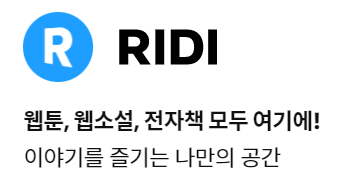 R RIDI
웹툰, 웹소설, 전자책 모두 여기에!
이야기를 즐기는 나만의 공간